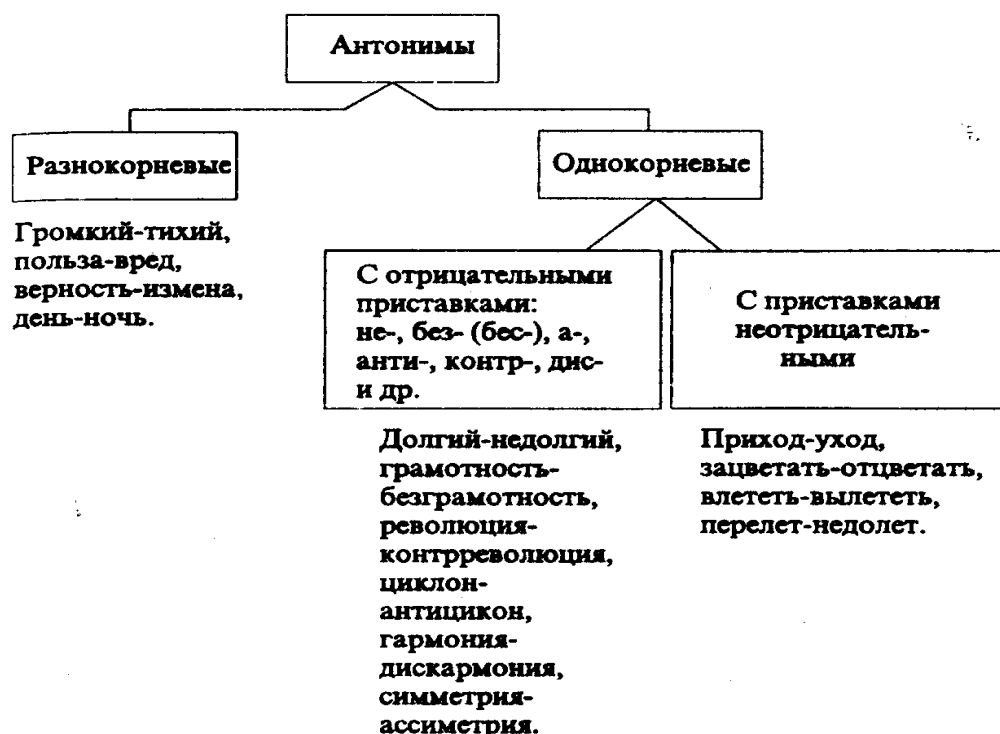 Антонимы
Разнокорневые
Громкий-тихий,
польза-вред,
верность-измена,
день-ночь.
Однокорневые
С отрицательными
приставками:
не-, без- (бес-), а-,
анти-, контр-, дис-
и др.
Долгий-недолгий,
грамотность-
безграмотность,
революция-
контрреволюция,
циклон-
антицикон,
гармония-
дискармония,
симметрия-
ассиметрия.
С приставками
неотрицатель-
ными
Приход-уход,
зацветать-отцветать,
влететь-вылететь,
перелет-недолет.